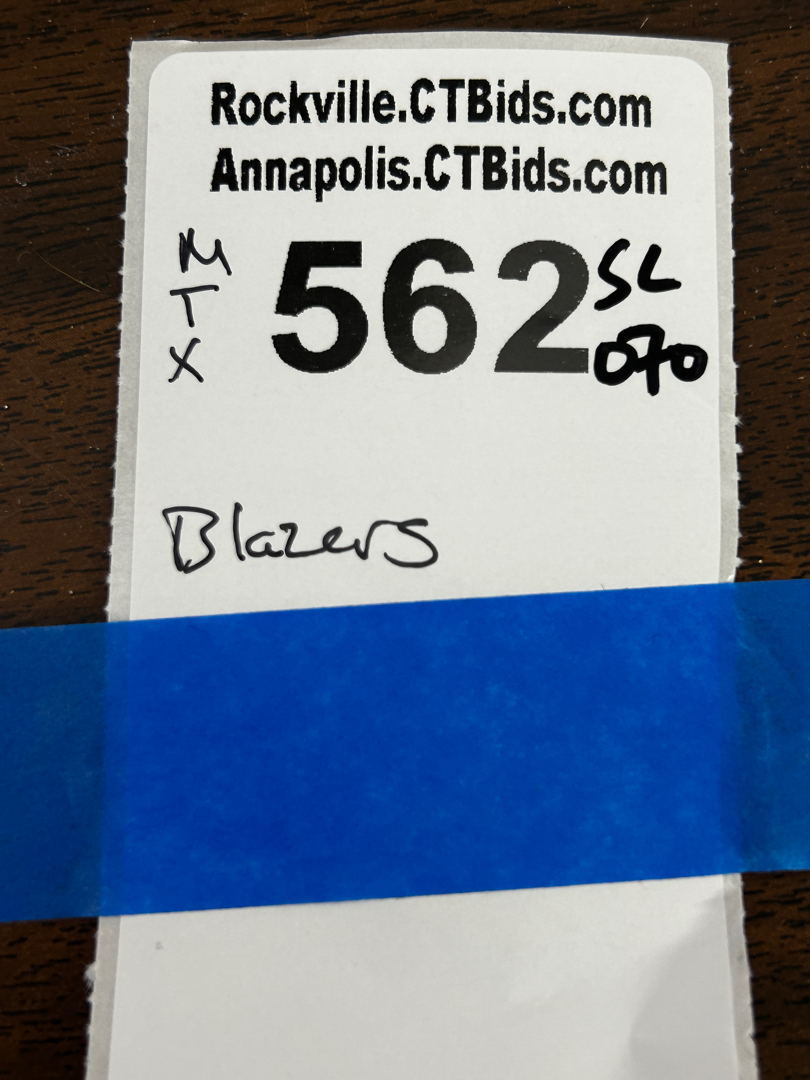 Rockville.CTBids.com
Annapolis.CTBids.com
M
T
X
562
SL
070
Blazers